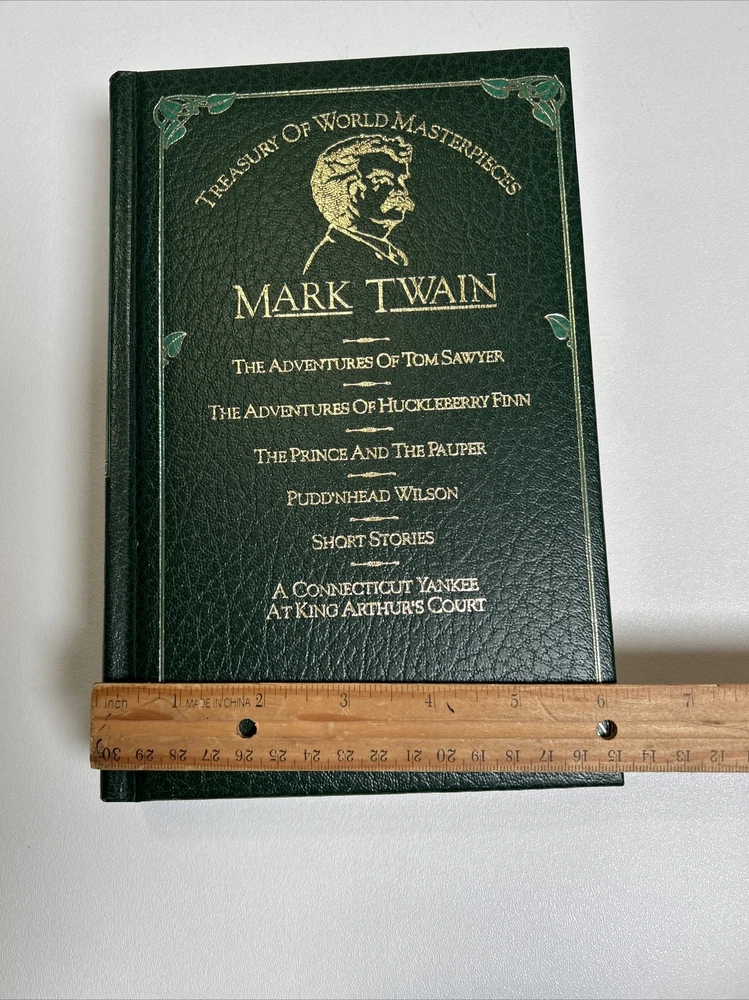 TREASURY OF WORLD MASTERPIECES
MARK TWAIN
THE ADVENTURES OF TOM SAWYER
THE ADVENTURES OF HUCKLEBERRY FINN
THE PRINCE AND THE PAUPER
PUDD'NHEAD WILSON
SHORT STORIES
A CONNECTICUT YANKEE
AT KING ARTHUR'S COURT
inch 1 MADE IN CHINA 2 3 4 5 6 7
30 29 28 27 26 25 24 23 22 21 20 19 18 17 16 15 14 13 12